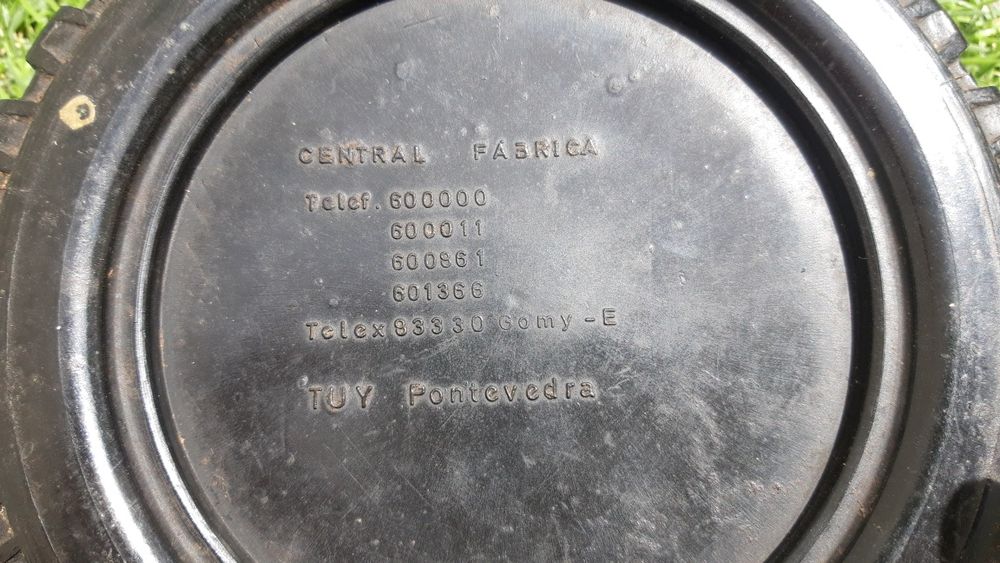 CENTRAL FABRICA
Telef. 600000
600011
600861
601366
Telex 83330 Gomy-E
TUY Pontevedra